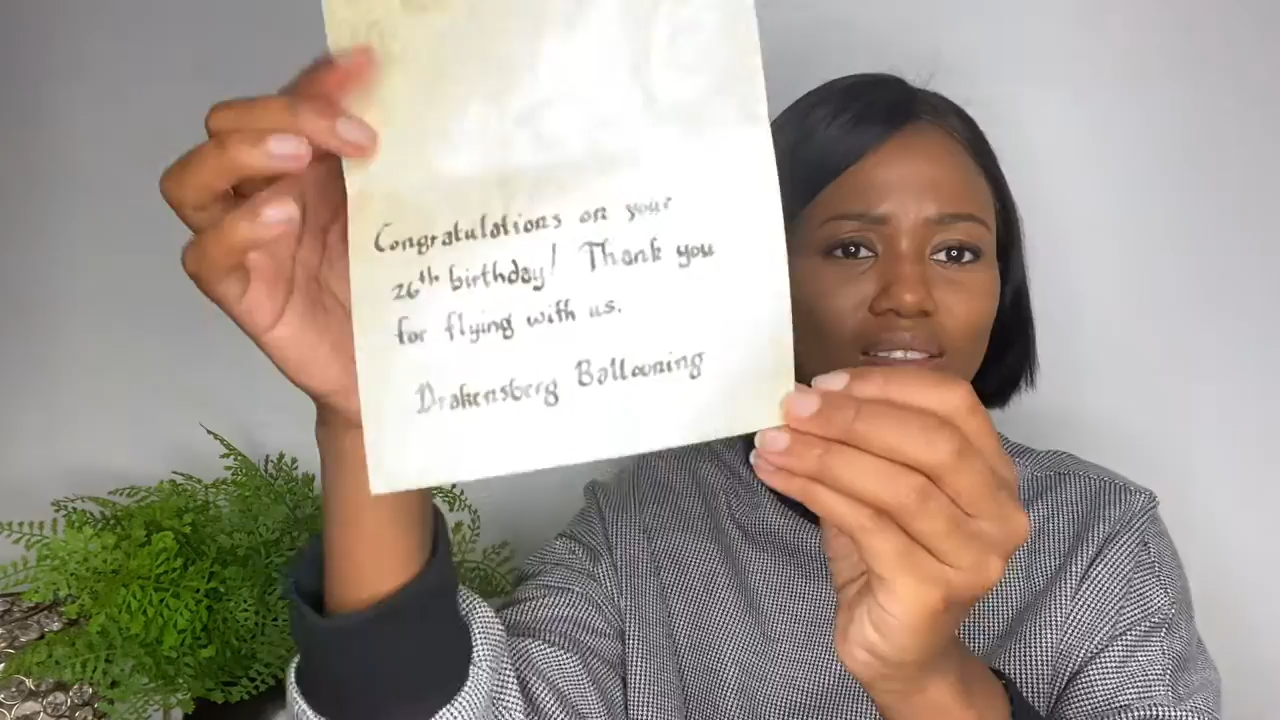 Congratulations on your
26th birthday! Thank you
for flying with us.
Drakensberg Ballooning